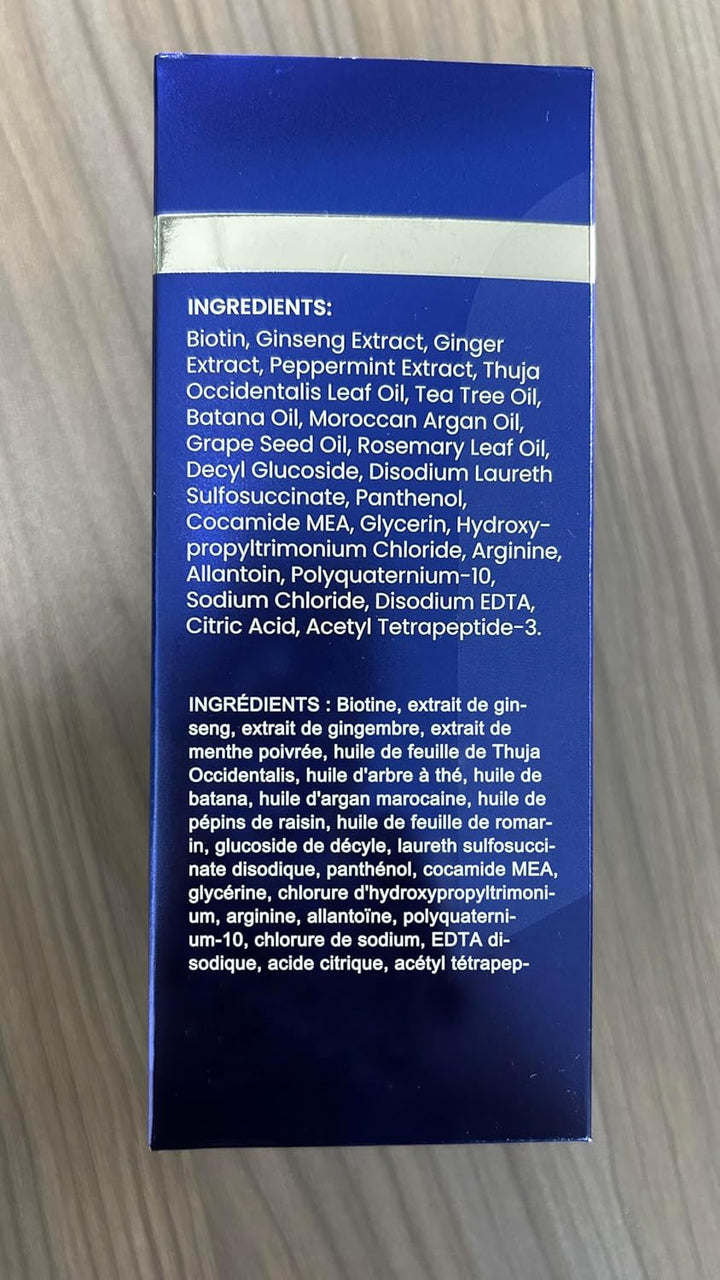 INGREDIENTS:
Biotin, Ginseng Extract, Ginger
Extract, Peppermint Extract, Thuja
Occidentalis Leaf Oil, Tea Tree Oil,
Batana Oil, Moroccan Argan Oil,
Grape Seed Oil, Rosemary Leaf Oil,
Decyl Glucoside, Disodium Laureth
Sulfosuccinate, Panthenol,
Cocamide MEA, Glycerin, Hydroxy-
propyltrimonium Chloride, Arginine,
Allantoin, Polyquaternium-10,
Sodium Chloride, Disodium EDTA,
Citric Acid, Acetyl Tetrapeptide-3.
INGRÉDIENTS : Biotine, extrait de gin-
seng, extrait de gingembre, extrait de
menthe poivrée, huile de feuille de Thuja
Occidentalis, huile d'arbre à thé, huile de
batana, huile d'argan marocaine, huile de
pépins de raisin, huile de feuille de romar-
in, glucoside de décyle, laureth sulfosucci-
nate disodique, panthénol, cocamide MEA,
glycérine, chlorure d'hydroxypropyltrimoni-
um, arginine, allantoïne, polyquaterni-
um-10, chlorure de sodium, EDTA di-
sodique, acide citrique, acétyl tétrapep-